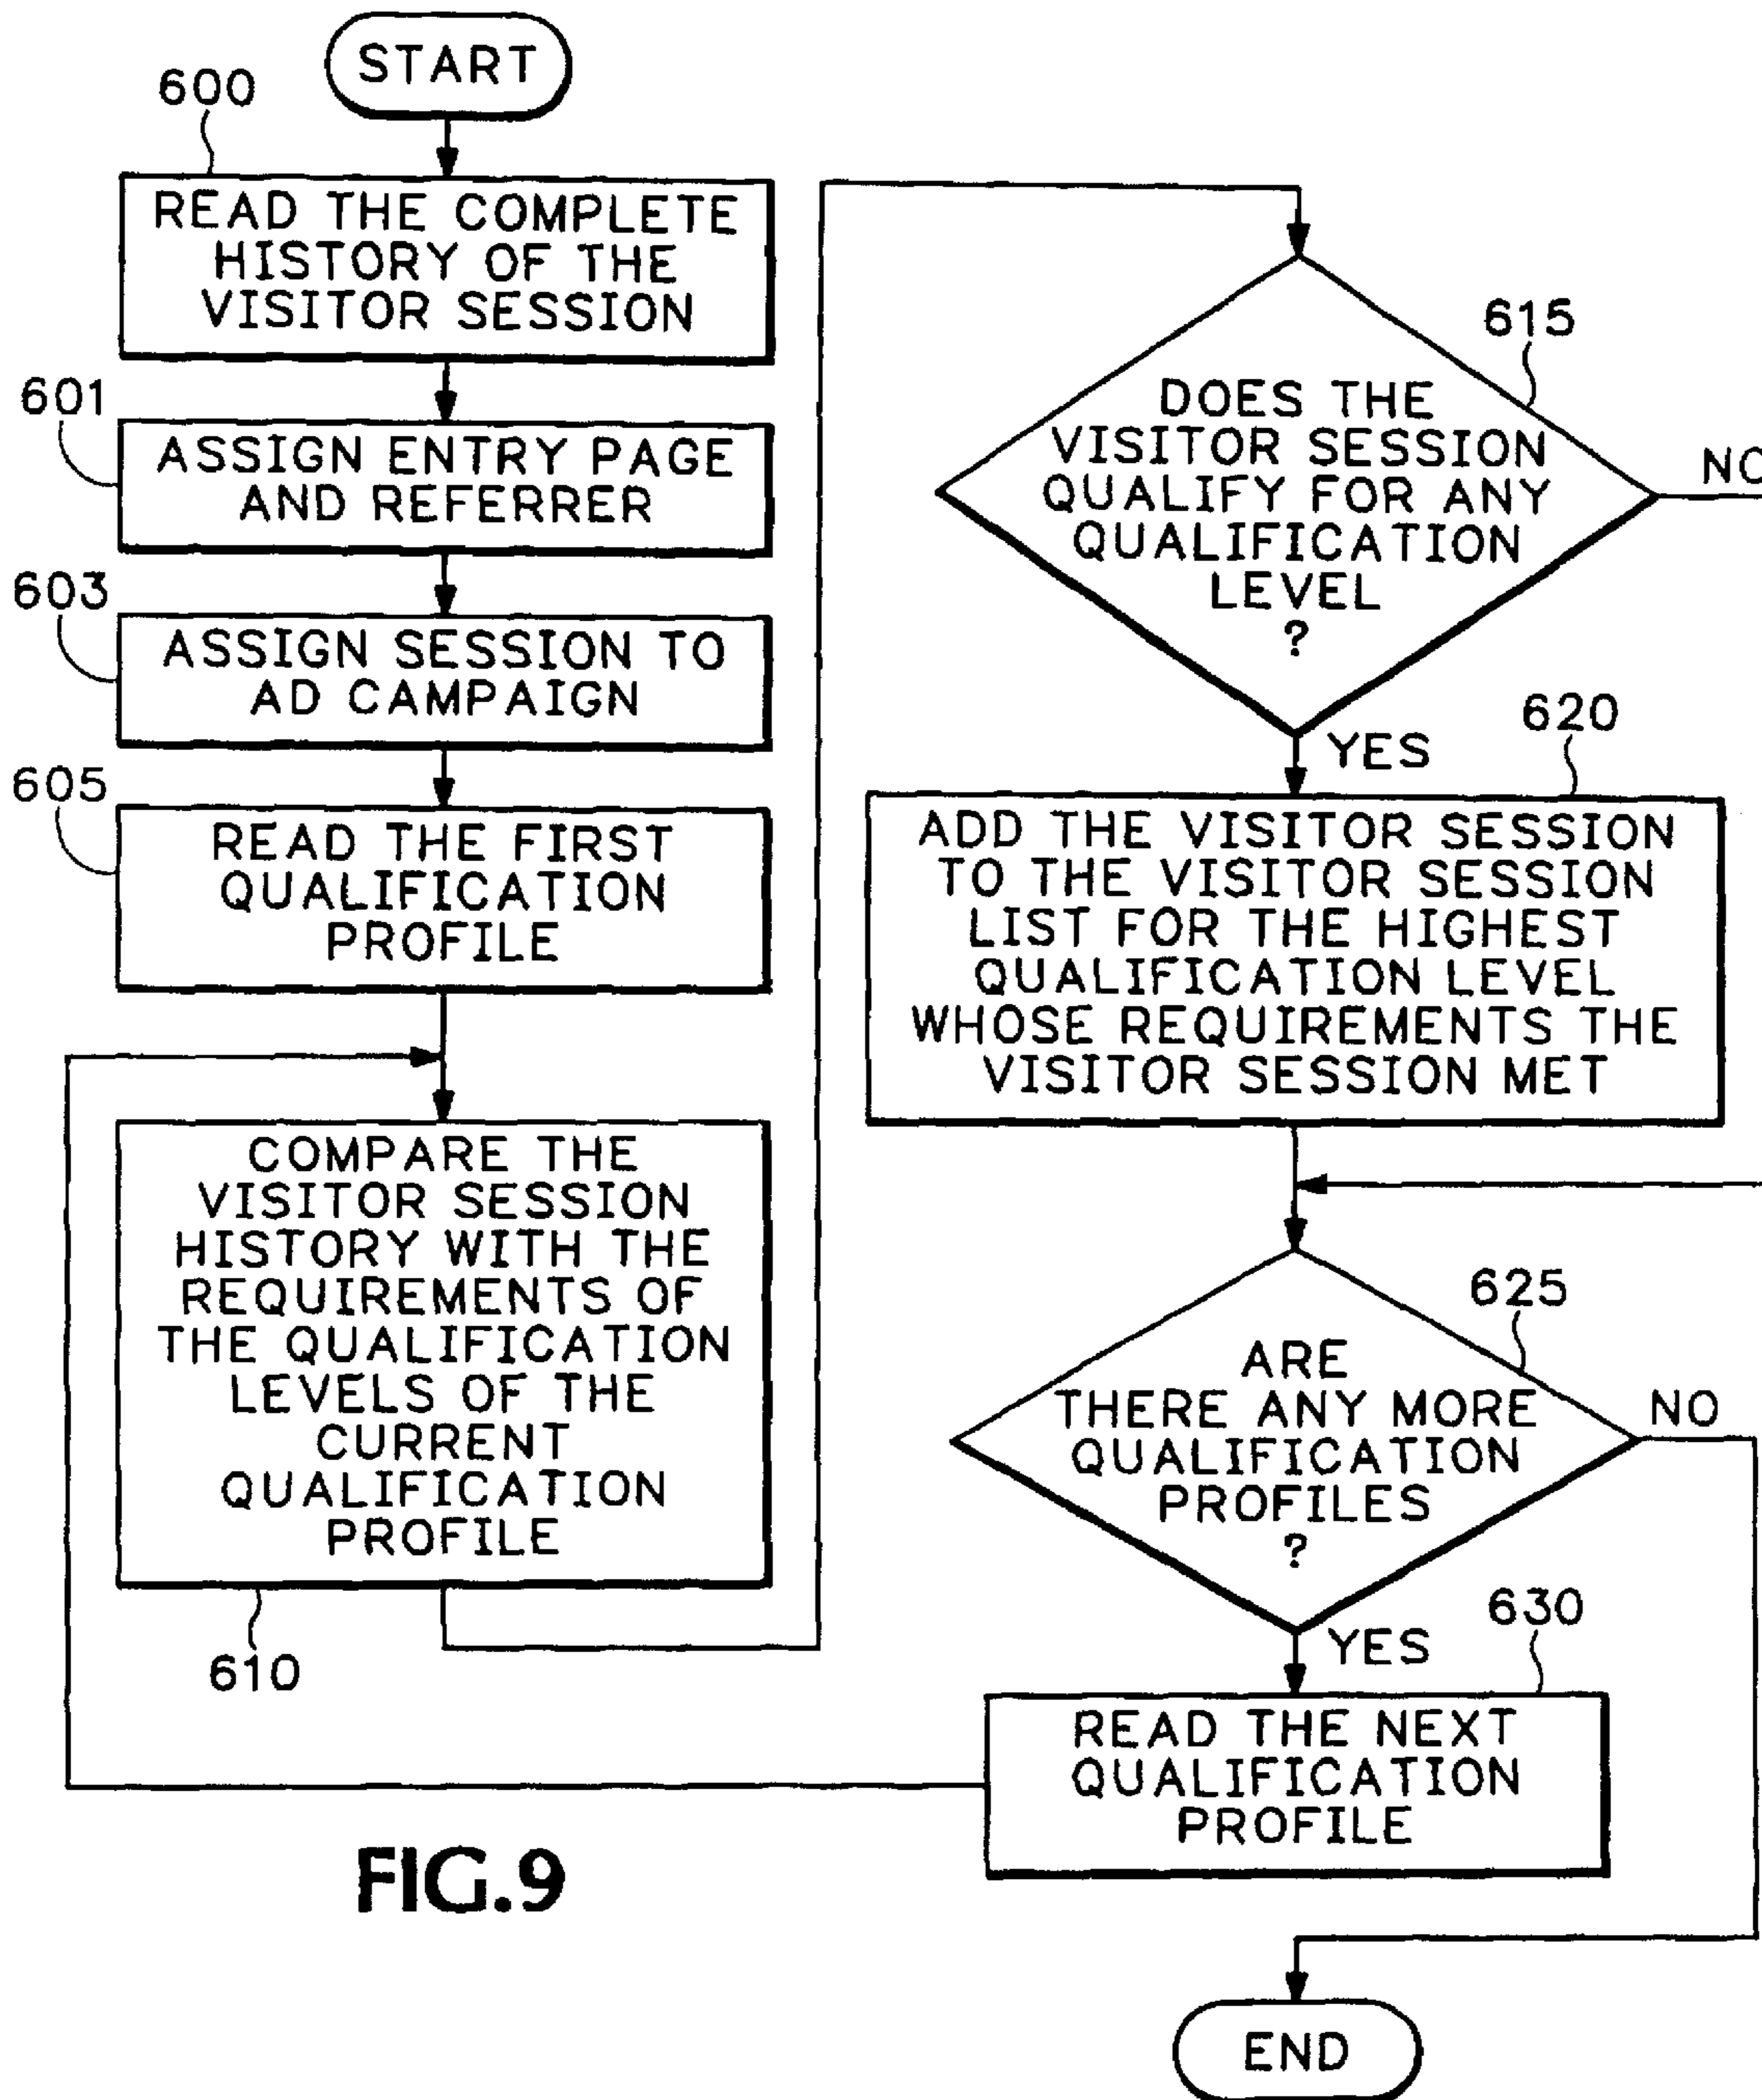 START
600
READ THE COMPLETE
HISTORY OF THE
VISITOR SESSION
601
ASSIGN ENTRY PAGE
AND REFERRER
603
ASSIGN SESSION TO
AD CAMPAIGN
605
READ THE FIRST
QUALIFICATION
PROFILE
COMPARE THE
VISITOR SESSION
HISTORY WITH THE
REQUIREMENTS OF
THE QUALIFICATION
LEVELS OF THE
CURRENT
QUALIFICATION
PROFILE
610
615
DOES THE
VISITOR SESSION
QUALIFY FOR ANY
QUALIFICATION
LEVEL
?
NO
YES
620
ADD THE VISITOR SESSION
TO THE VISITOR SESSION
LIST FOR THE HIGHEST
QUALIFICATION LEVEL
WHOSE REQUIREMENTS THE
VISITOR SESSION MET
625
ARE
THERE ANY MORE
QUALIFICATION
PROFILES
?
NO
YES
630
READ THE NEXT
QUALIFICATION
PROFILE
END
FIG.9